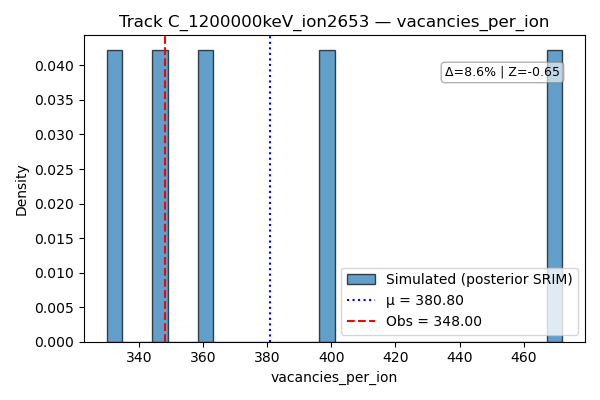 Track C_1200000keV_ion2653 — vacancies_per_ion
Δ=8.6% | Z=-0.65
0.040
0.035
0.030
0.025
0.020
0.015
0.010
0.005
0.000
Density
Simulated (posterior SRIM)
μ = 380.80
Obs = 348.00
340 360 380 400 420 440 460
vacancies_per_ion